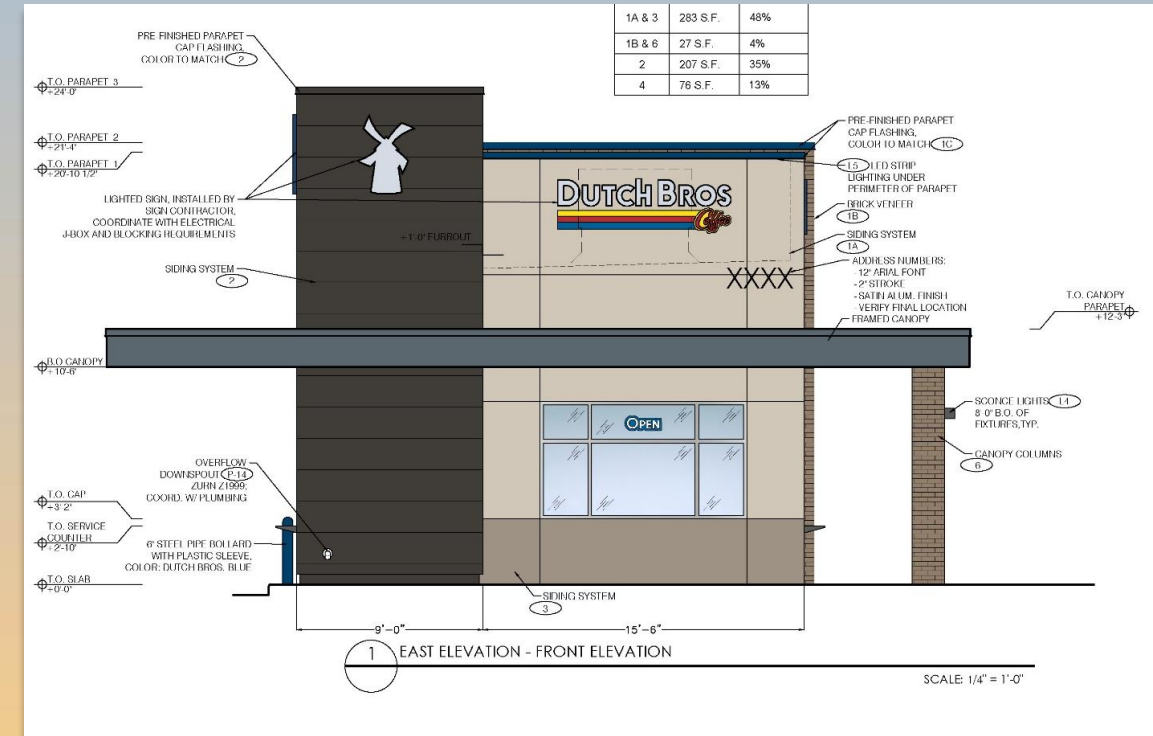 1A & 3 283 S.F. 48%
1B & 6 27 S.F. 4%
2 207 S.F. 35%
4 76 S.F. 13%
PRE FINISHED PARAPET
CAP FLASHING,
COLOR TO MATCH 2
T.O. PARAPET 3
+24'-0"
T.O. PARAPET 2
+21'-4"
T.O. PARAPET 1
+20'-10 1/2"
LIGHTED SIGN, INSTALLED BY
SIGN CONTRACTOR,
COORDINATE WITH ELECTRICAL
J-BOX AND BLOCKING REQUIREMENTS
SIDING SYSTEM
2
+1'-0" FURROUT
DUTCH BROS
Coffee
XXXX
PRE-FINISHED PARAPET
CAP FLASHING,
COLOR TO MATCH 1C
L5 LED STRIP
LIGHTING UNDER
PERIMETER OF PARAPET
BRICK VENEER
1B
SIDING SYSTEM
1A
ADDRESS NUMBERS:
- 12" ARIAL FONT
- 2" STROKE
- SATIN ALUM. FINISH
- VERIFY FINAL LOCATION
FRAMED CANOPY
T.O. CANOPY
PARAPET
+12-3"
B.O CANOPY
+10'-6"
OPEN
SCONCE LIGHTS L4
8'-0" B.O. OF
FIXTURES, TYP.
CANOPY COLUMNS
6
OVERFLOW
DOWNSPOUT P-14
ZURN Z1999;
COORD. W/ PLUMBING
T.O. CAP
+3'2"
T.O. SERVICE
COUNTER
+2'-10"
6" STEEL PIPE BOLLARD
WITH PLASTIC SLEEVE,
COLOR: DUTCH BROS. BLUE
T.O. SLAB
+0'-0"
SIDING SYSTEM
3
9'-0" 15'-6"
1 EAST ELEVATION - FRONT ELEVATION
SCALE: 1/4" = 1'-0"